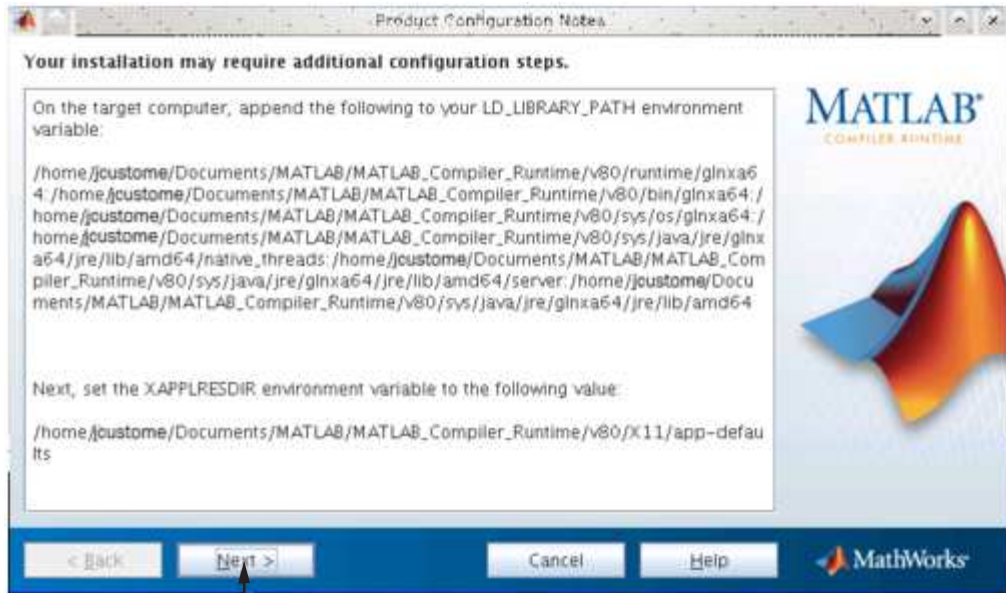 Product Configuration Notes
Your installation may require additional configuration steps.
On the target computer, append the following to your LD_LIBRARY_PATH environment
variable:
/home/jcustome/Documents/MATLAB/MATLAB_Compiler_Runtime/v80/runtime/glnxa6
4:/home/jcustome/Documents/MATLAB/MATLAB_Compiler_Runtime/v80/bin/glnxa64:/
home/jcustome/Documents/MATLAB/MATLAB_Compiler_Runtime/v80/sys/os/glnxa64:/
home/jcustome/Documents/MATLAB/MATLAB_Compiler_Runtime/v80/sys/java/jre/glnx
a64/jre/lib/amd64/native_threads:/home/jcustome/Documents/MATLAB/MATLAB_Com
piler_Runtime/v80/sys/java/jre/glnxa64/jre/lib/amd64/server:/home/jcustome/Docu
ments/MATLAB/MATLAB_Compiler_Runtime/v80/sys/java/jre/glnxa64/jre/lib/amd64
Next, set the XAPPLRESDIR environment variable to the following value:
/home/jcustome/Documents/MATLAB/MATLAB_Compiler_Runtime/v80/X11/app-defau
lts
MATLAB®
COMPILER RUNTIME
< Back
Next >
Cancel
Help
MathWorks®